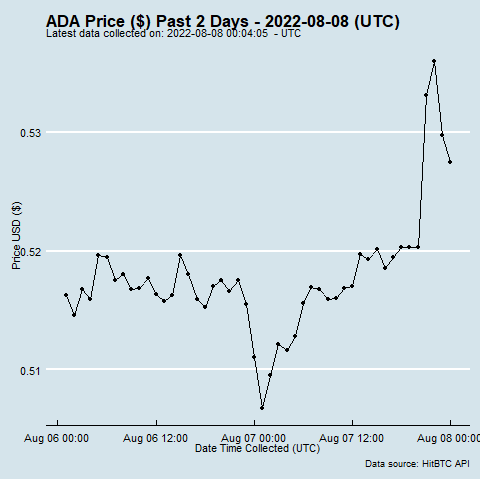 ADA Price ($) Past 2 Days - 2022-08-08 (UTC)
Latest data collected on: 2022-08-08 00:04:05 - UTC
0.53
0.52
0.51
Price USD ($)
Aug 06 00:00 Aug 06 12:00 Aug 07 00:00 Aug 07 12:00 Aug 08 00:00
Date Time Collected (UTC)
Data source: HitBTC API